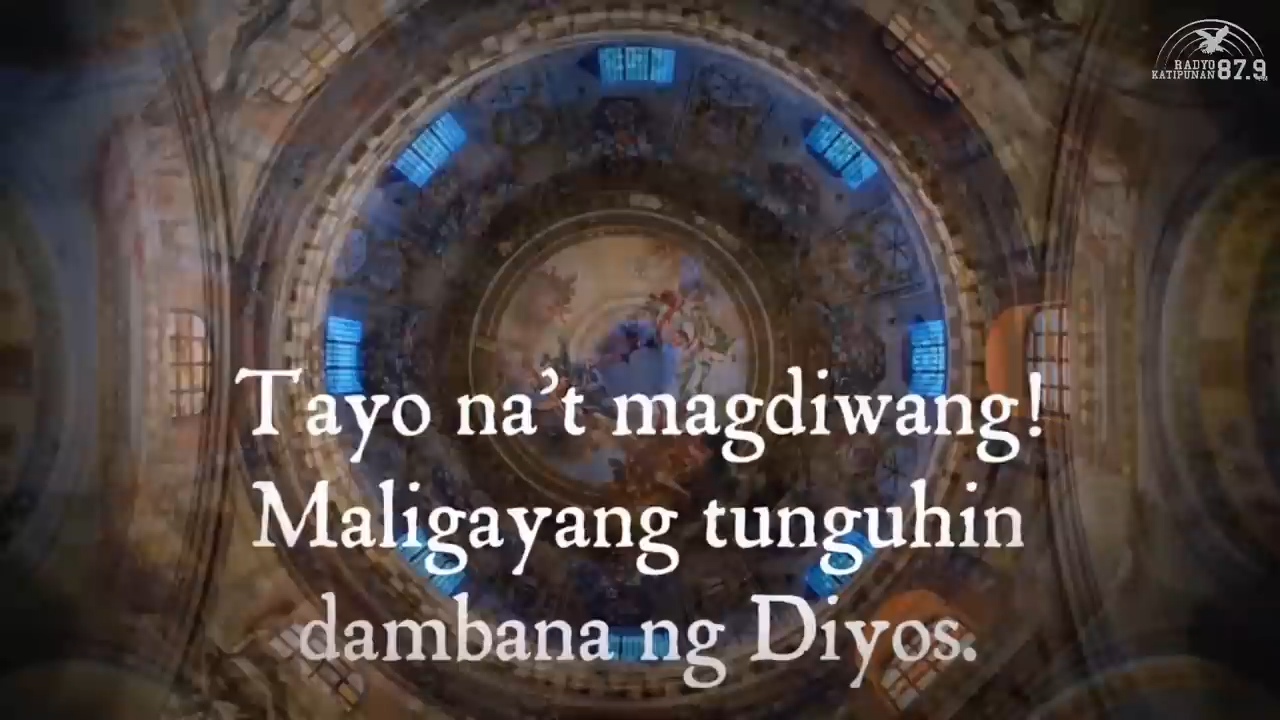 RADYO
KATIPUNAN 87.9
Tayo na't magdiwang!
Maligayang tunguhin
dambana ng Diyos.